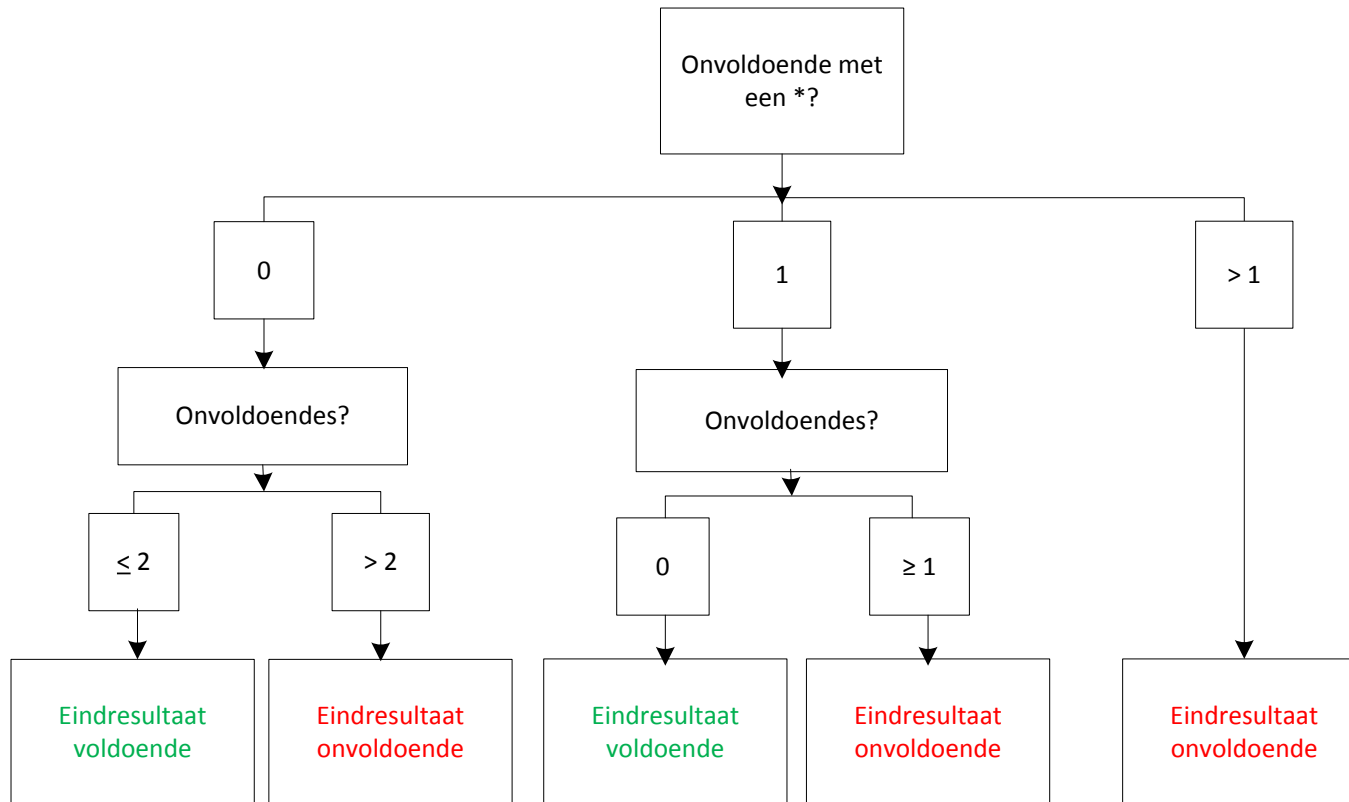 Onvoldoende met
een *?
0
1
> 1
Onvoldoendes?
Onvoldoendes?
≤ 2
> 2
0
≥ 1
Eindresultaat
voldoende
Eindresultaat
onvoldoende
Eindresultaat
voldoende
Eindresultaat
onvoldoende
Eindresultaat
onvoldoende